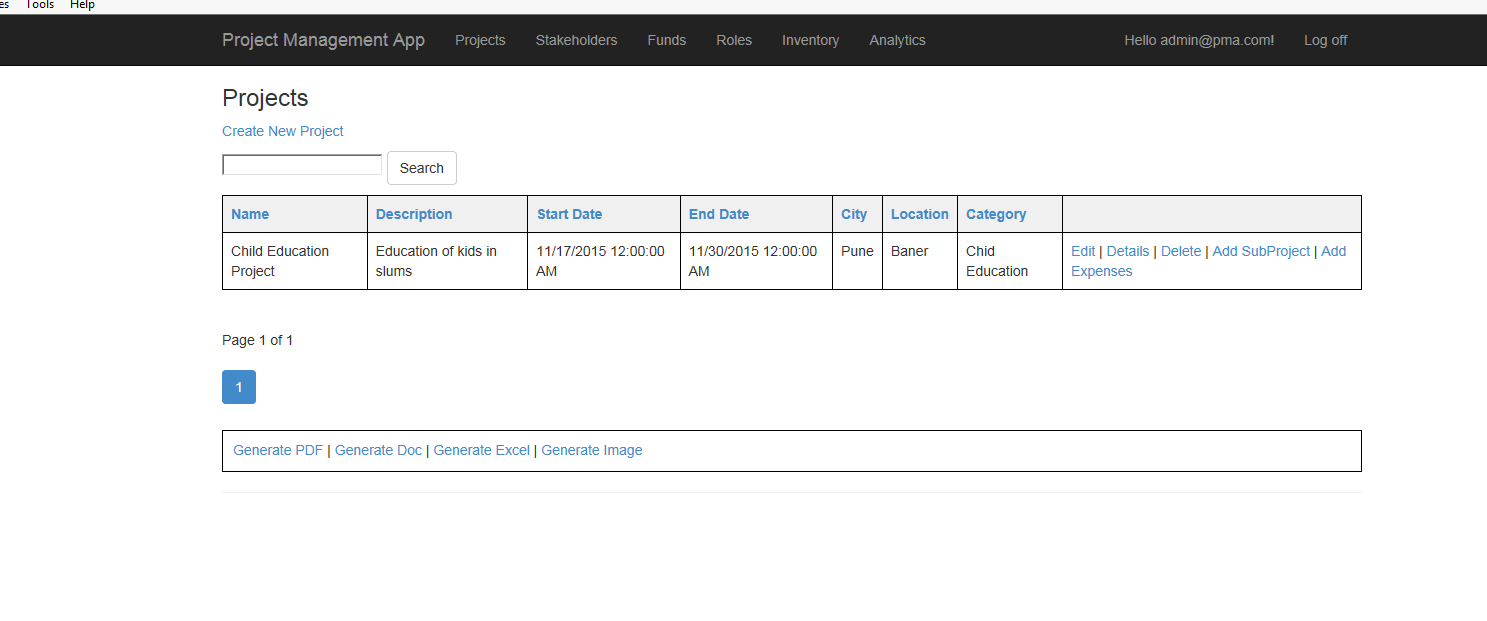 Tools Help
Project Management App Projects Stakeholders Funds Roles Inventory Analytics Hello admin@pma.com! Log off
Projects
Create New Project
Search
Name Description Start Date End Date City Location Category
Child Education Education of kids in 11/17/2015 12:00:00 11/30/2015 12:00:00 Pune Baner Chid Edit | Details | Delete | Add SubProject | Add
Project slums AM AM Education Expenses
Page 1 of 1
1
Generate PDF | Generate Doc | Generate Excel | Generate Image